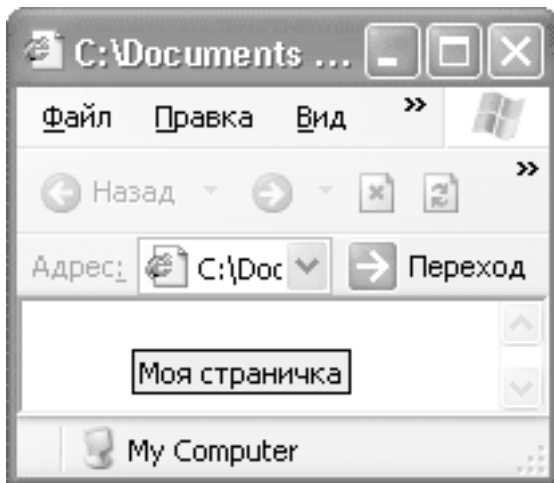 C:\Documents ...
Файл Правка Вид »
Назад »
Адрес: C:\Doc Переход
Моя страничка
My Computer